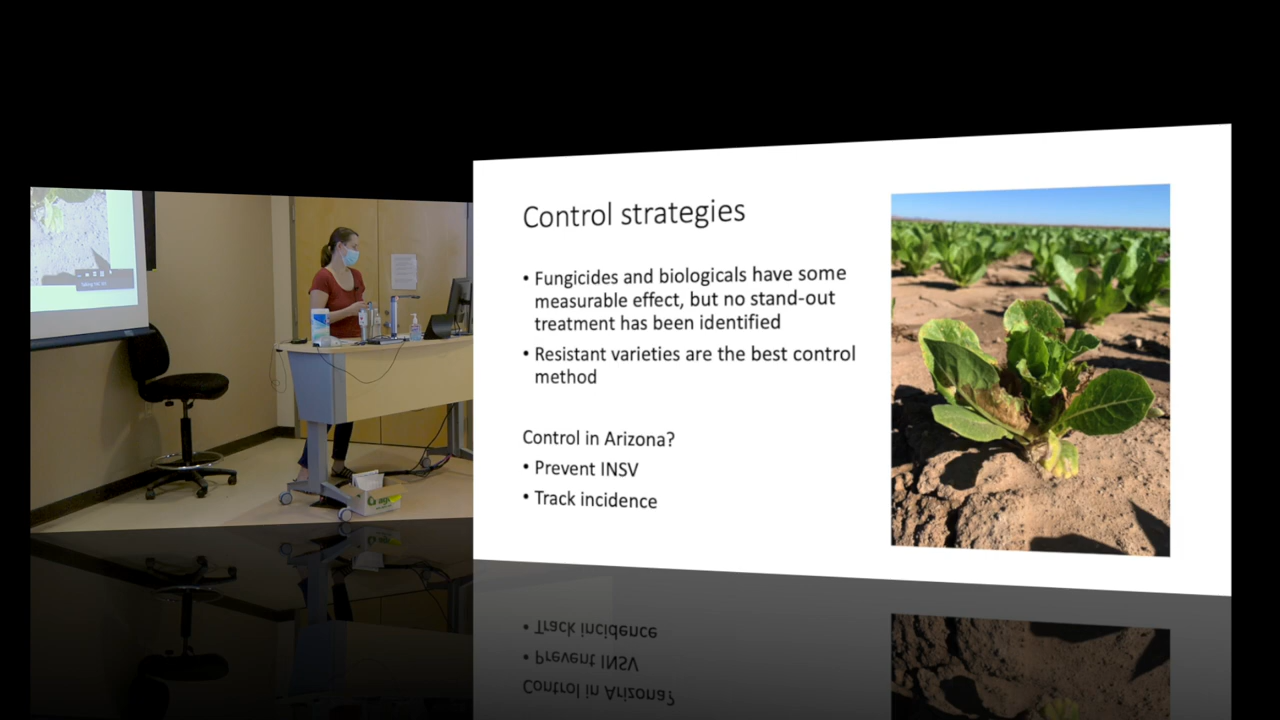 Control strategies
• Fungicides and biologicals have some
measurable effect, but no stand-out
treatment has been identified
• Resistant varieties are the best control
method
Control in Arizona?
• Prevent INSV
• Track incidence